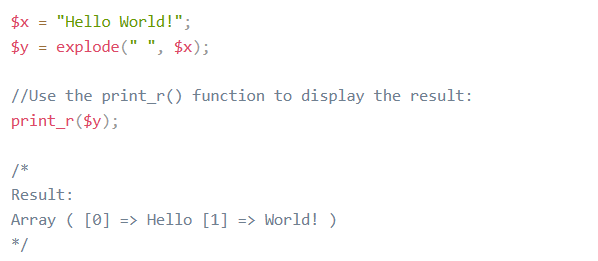 $x = "Hello World!";
$y = explode(" ", $x);
//Use the print_r() function to display the result:
print_r($y);
/*
Result:
Array ( [0] => Hello [1] => World! )
*/